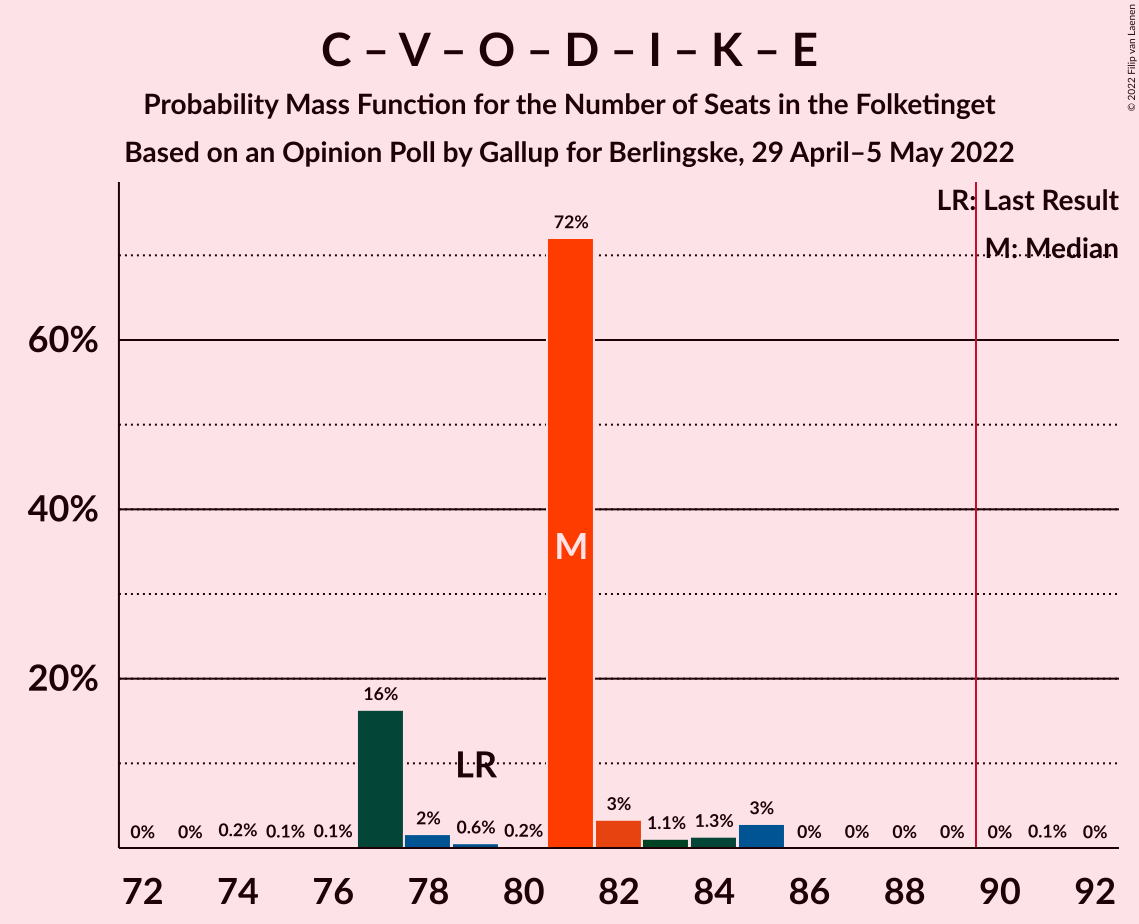 C – V – O – D – I – K – E
Probability Mass Function for the Number of Seats in the Folketinget
Based on an Opinion Poll by Gallup for Berlingske, 29 April–5 May 2022
© 2022 Filip van Laenen
LR: Last Result
M: Median
72%
60%
40%
M
20%
16%
LR
0% 0% 0.2% 0.1% 0.1% 2% 0.6% 0.2% 3% 1.1% 1.3% 3% 0% 0% 0% 0% 0% 0.1% 0%
72 74 76 78 80 82 84 86 88 90 92